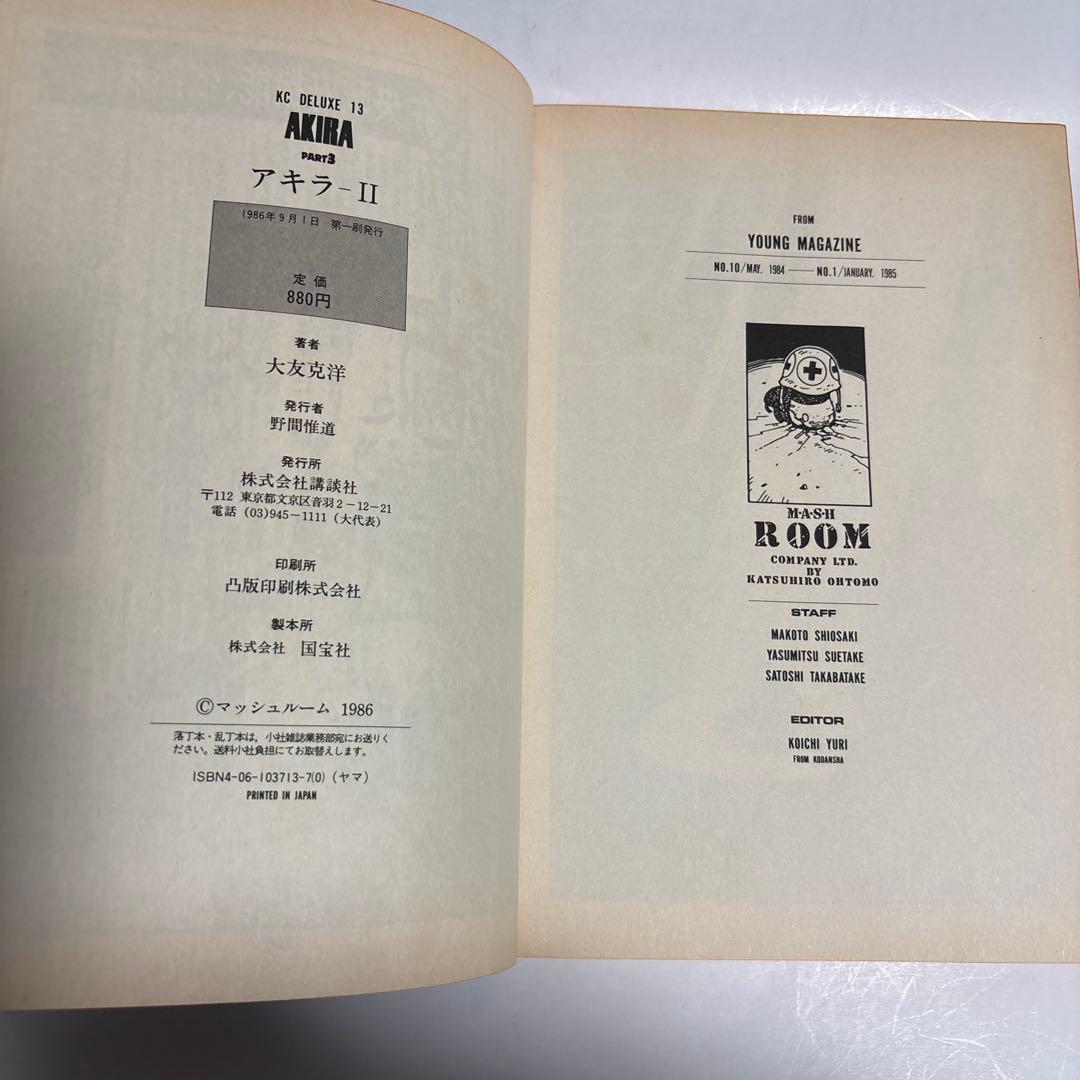 KC DELUXE 13
AKIRA
PART3
アキラ-II
1986年9月1日 第一刷発行
定価
880円
著者
大友克洋
発行者
野間惟道
発行所
株式会社講談社
〒112 東京都文京区音羽2-12-21
電話 (03)945-1111(大代表)
印刷所
凸版印刷株式会社
製本所
株式会社 国宝社
©マッシュルーム 1986
落丁本・乱丁本は、小社雑誌業務部宛にお送りく
ださい。送料小社負担にてお取替えします。
ISBN4-06-103713-7(0)(ヤマ)
PRINTED IN JAPAN
FROM
YOUNG MAGAZINE
NO.10/MAY. 1984——NO.1/JANUARY. 1985
M・A・S・H
ROOM
COMPANY LTD.
BY
KATSUHIRO OHTOMO
STAFF
MAKOTO SHIOSAKI
YASUMITSU SUETAKE
SATOSHI TAKABATAKE
EDITOR
KOICHI YURI
FROM KODANSHA